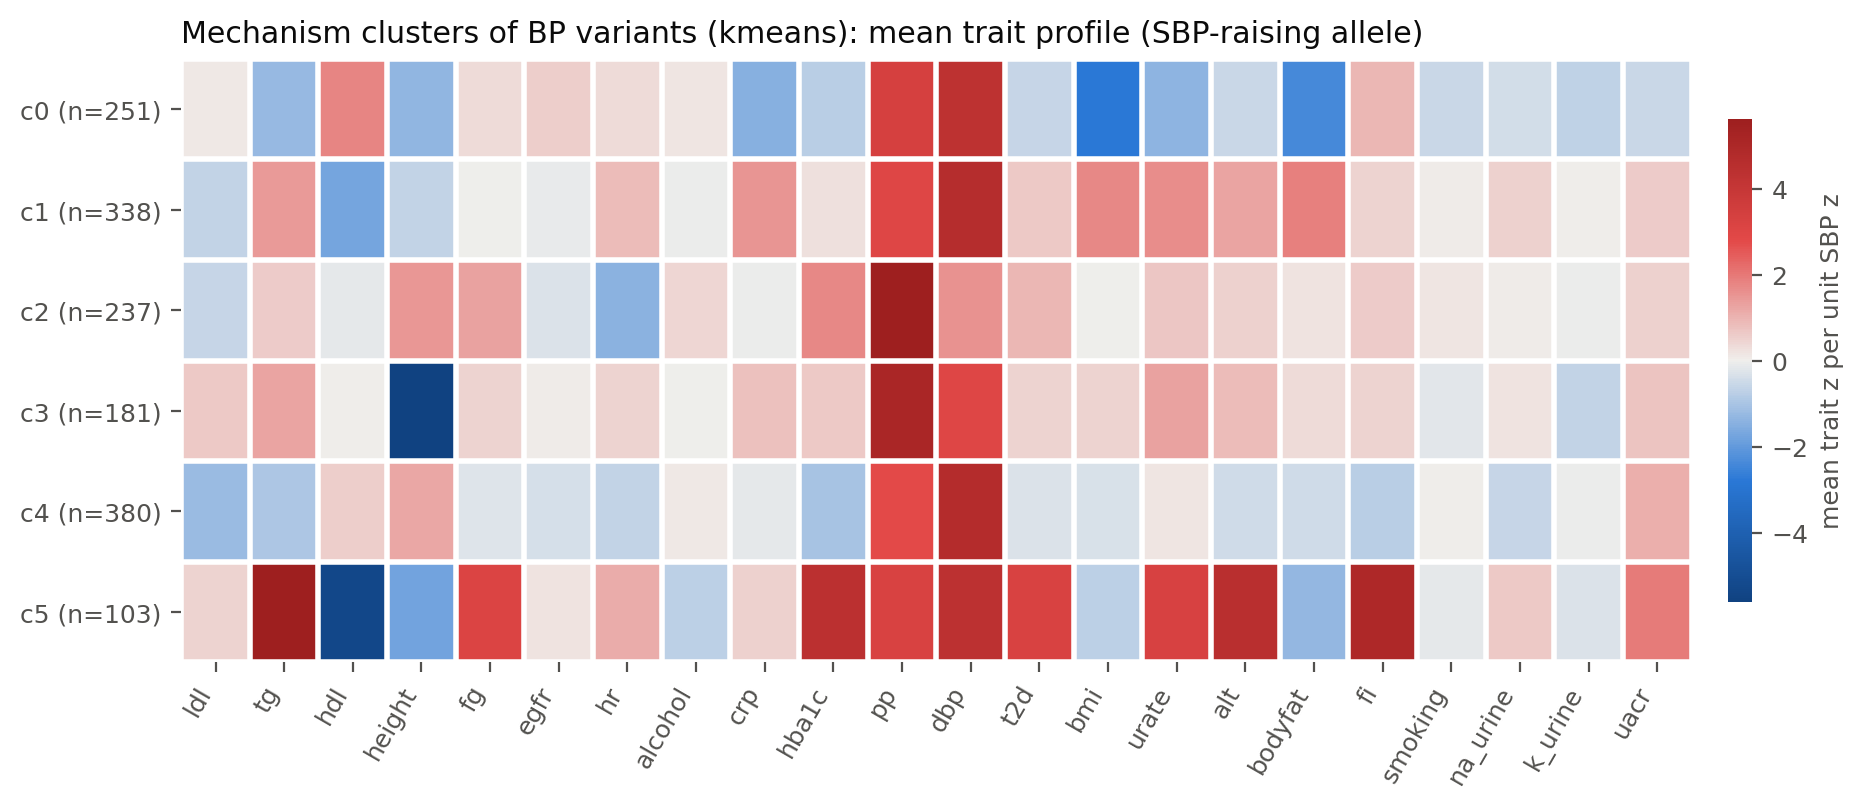 Mechanism clusters of BP variants (kmeans): mean trait profile (SBP-raising allele)
c0 (n=251)
c1 (n=338)
c2 (n=237)
c3 (n=181)
c4 (n=380)
c5 (n=103)
ldl
tg
hdl
height
fg
egfr
hr
alcohol
crp
hba1c
pp
dbp
t2d
bmi
urate
alt
bodyfat
fi
smoking
na_urine
k_urine
uacr
4
2
0
−2
−4
mean trait z per unit SBP z